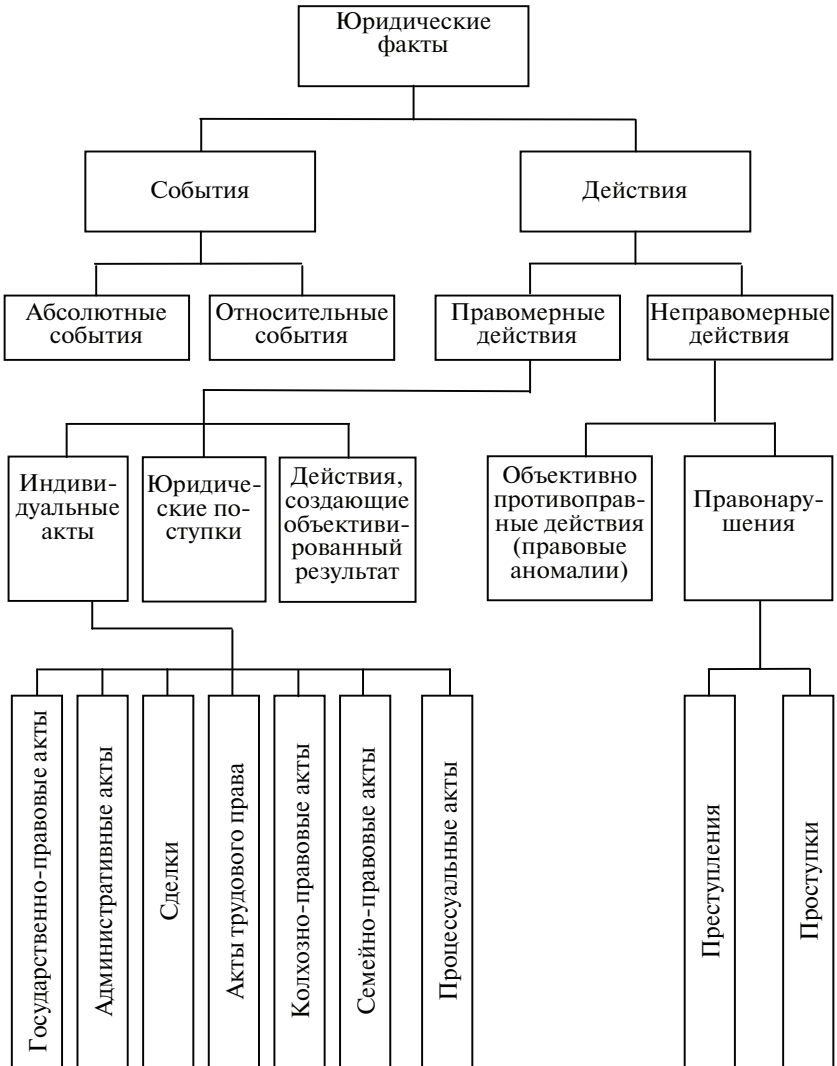 Юридические
факты
События
Действия
Абсолютные
события
Относительные
события
Правомерные
действия
Неправомерные
действия
Индиви-
дуальные
акты
Юридиче-
ские по-
ступки
Действия,
создающие
объективи-
рованный
результат
Объективно
противоправ-
ные действия
(правовые
аномалии)
Правонару-
шения
Государственно-правовые акты
Административные акты
Сделки
Акты трудового права
Колхозно-правовые акты
Семейно-правовые акты
Процессуальные акты
Преступления
Проступки